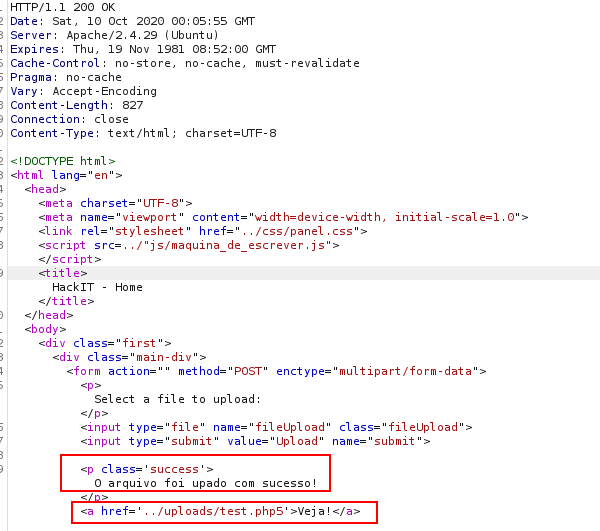 HTTP/1.1 200 OK
Date: Sat, 10 Oct 2020 00:05:55 GMT
Server: Apache/2.4.29 (Ubuntu)
Expires: Thu, 19 Nov 1981 08:52:00 GMT
Cache-Control: no-store, no-cache, must-revalidate
Pragma: no-cache
Vary: Accept-Encoding
Content-Length: 827
Connection: close
Content-Type: text/html; charset=UTF-8
<!DOCTYPE html>
<html lang="en">
<head>
<meta charset="UTF-8">
<meta name="viewport" content="width=device-width, initial-scale=1.0">
<link rel="stylesheet" href="../css/panel.css">
<script src=../"js/maquina_de_escrever.js">
</script>
<title>
HackIT - Home
</title>
</head>
<body>
<div class="first">
<div class="main-div">
<form action="" method="POST" enctype="multipart/form-data">
<p>
Select a file to upload:
</p>
<input type="file" name="fileUpload" class="fileUpload">
<input type="submit" value="Upload" name="submit">
<p class='success'>
O arquivo foi upado com sucesso!
</p>
<a href='../uploads/test.php5'>Veja!</a>